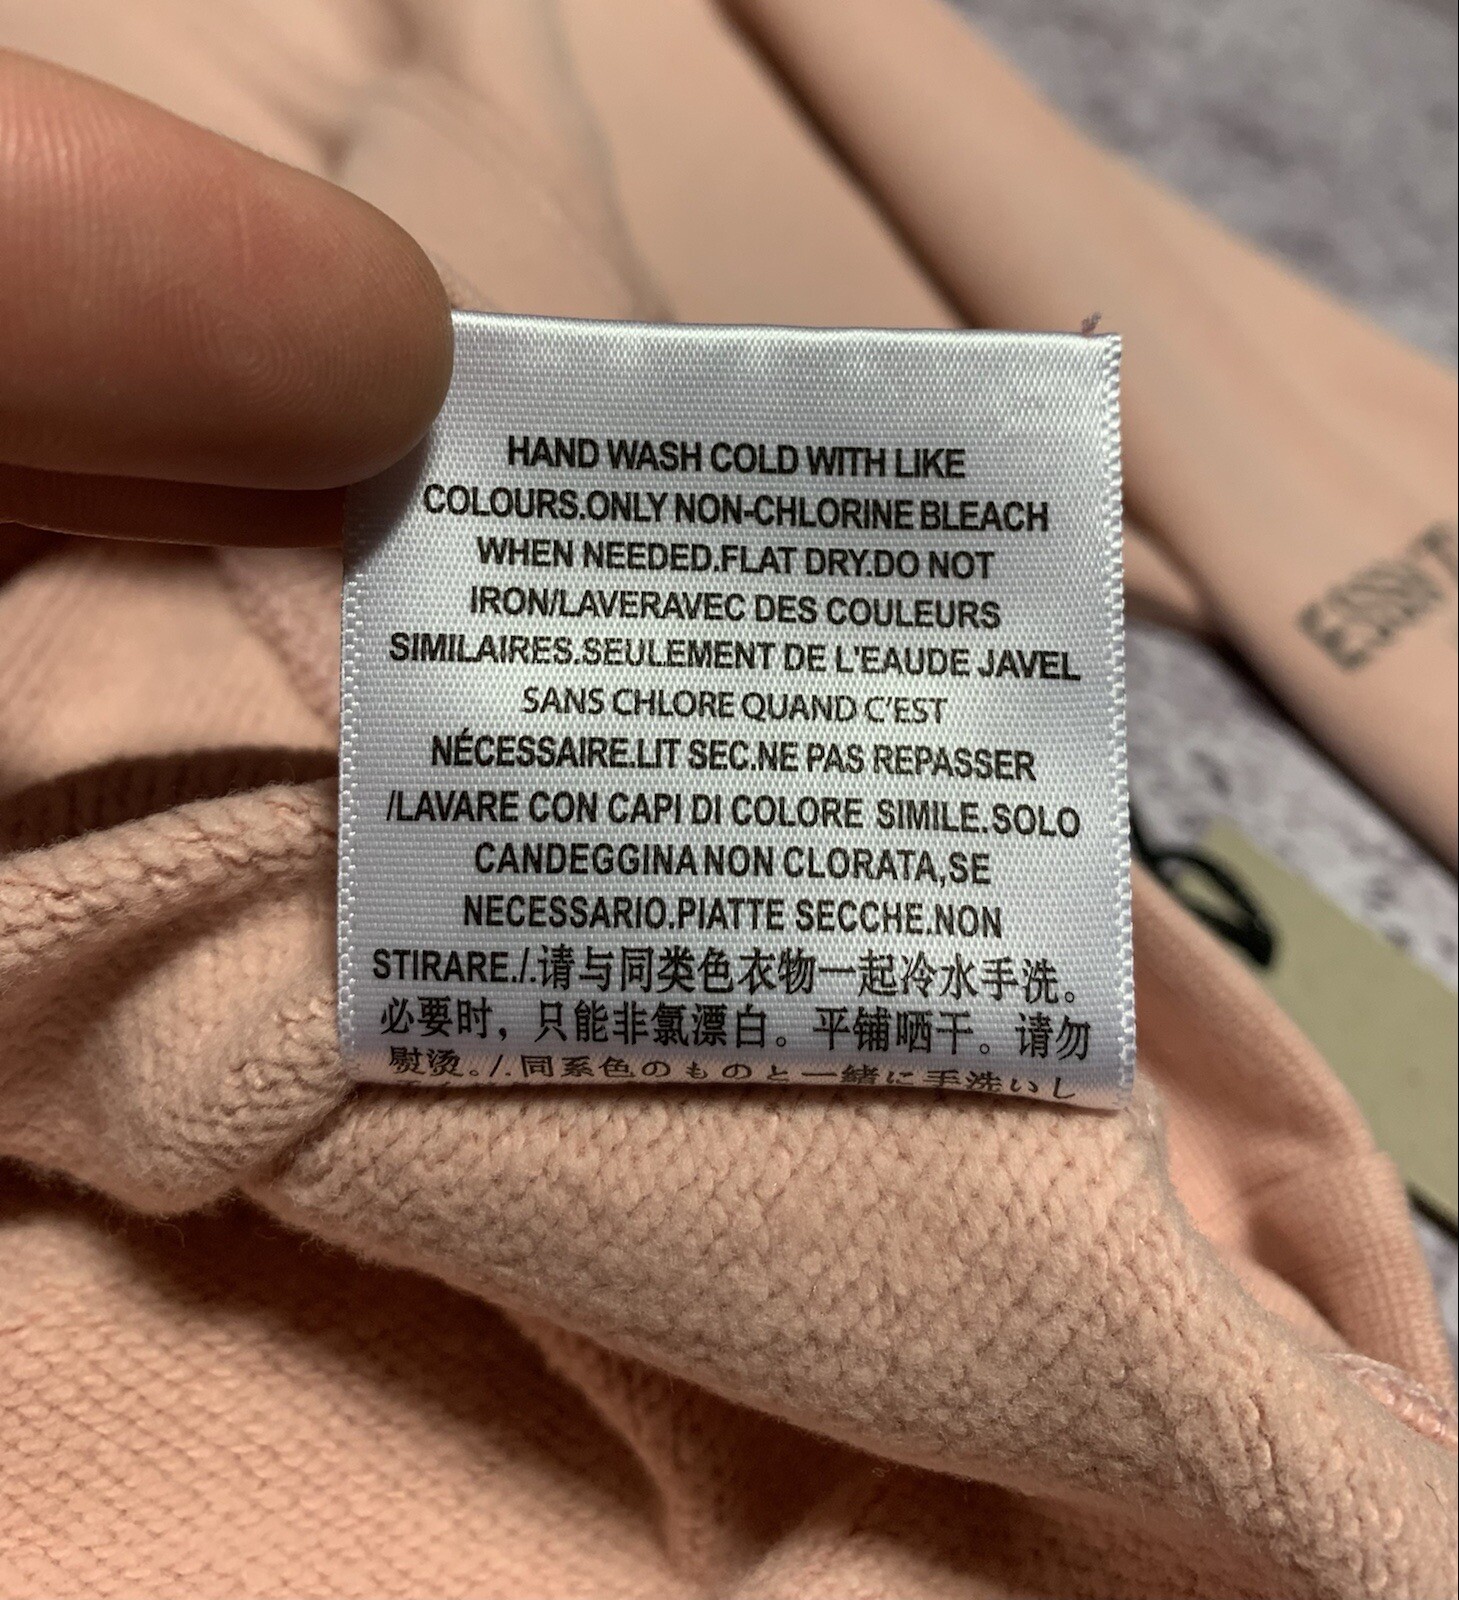 HAND WASH COLD WITH LIKE
COLOURS.ONLY NON-CHLORINE BLEACH
WHEN NEEDED.FLAT DRY.DO NOT
IRON/LAVERAVEC DES COULEURS
SIMILAIRES.SEULEMENT DE L'EAUDE JAVEL
SANS CHLORE QUAND C'EST
NÉCESSAIRE.LIT SEC.NE PAS REPASSER
/LAVARE CON CAPI DI COLORE SIMILE.SOLO
CANDEGGINA NON CLORATA,SE
NECESSARIO.PIATTE SECCHE.NON
STIRARE./.请与同类色衣物一起冷水手洗。
必要时，只能非氯漂白。平铺晒干。请勿
熨烫。/.同系色のものと一緒に手洗いし